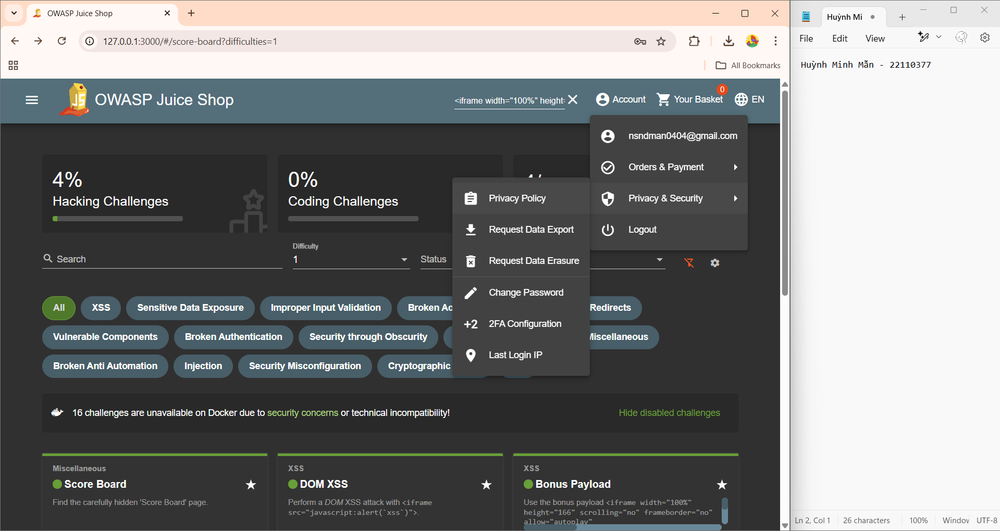 OWASP Juice Shop
127.0.0.1:3000/#/score-board?difficulties=1
All Bookmarks
OWASP Juice Shop
<iframe width="100%" height=
Account
0
Your Basket
EN
nsndman0404@gmail.com
Orders & Payment
Privacy & Security
Logout
Privacy Policy
Request Data Export
Request Data Erasure
Change Password
+2 2FA Configuration
Last Login IP
4%
Hacking Challenges
0%
Coding Challenges
Search
Difficulty
1
Status
All
XSS
Sensitive Data Exposure
Improper Input Validation
Broken Ac
Redirects
Vulnerable Components
Broken Authentication
Security through Obscurity
Miscellaneous
Broken Anti Automation
Injection
Security Misconfiguration
Cryptographic
16 challenges are unavailable on Docker due to security concerns or technical incompatibility!
Hide disabled challenges
Miscellaneous
Score Board
Find the carefully hidden 'Score Board' page.
XSS
DOM XSS
Perform a DOM XSS attack with <iframe
src="javascript:alert(`xss`)">.
XSS
Bonus Payload
Use the bonus payload <iframe width="100%"
height="166" scrolling="no" frameborder="no"
allow="autoplay"
Huỳnh Mi
File
Edit
View
Huỳnh Minh Mẫn - 22110377
Ln 2, Col 1
26 characters
100%
Window
UTF-8